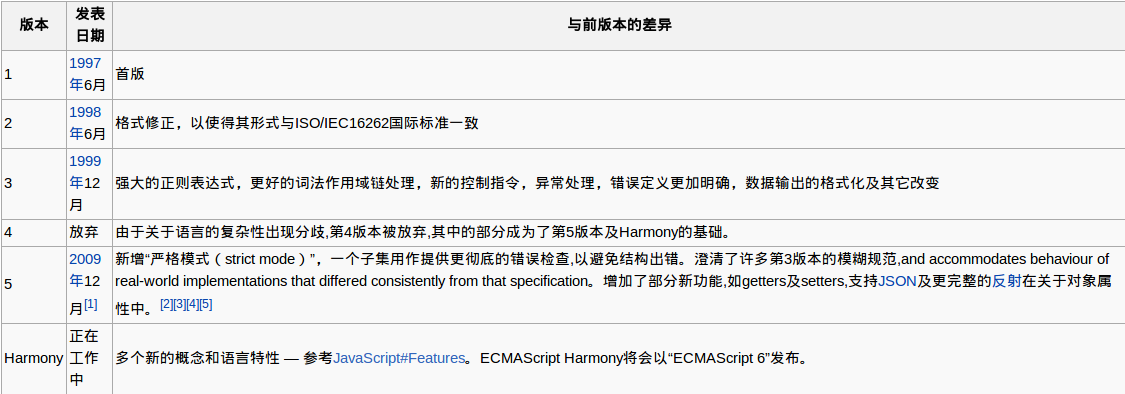 版本
发表
日期
与前版本的差异
1
1997
年6月
首版
2
1998
年6月
格式修正，以使得其形式与ISO/IEC16262国际标准一致
3
1999
年12
月
强大的正则表达式，更好的词法作用域链处理，新的控制指令，异常处理，错误定义更加明确，数据输出的格式化及其它改变
4
放弃
由于关于语言的复杂性出现分歧,第4版本被放弃,其中的部分成为了第5版本及Harmony的基础。
5
2009
年12
月[1]
新增“严格模式（strict mode）”，一个子集用作提供更彻底的错误检查,以避免结构出错。澄清了许多第3版本的模糊规范,and accommodates behaviour of
real-world implementations that differed consistently from that specification。增加了部分新功能,如getters及setters,支持JSON及更完整的反射在关于对象属
性中。[2][3][4][5]
Harmony
正在
工作
中
多个新的概念和语言特性 — 参考JavaScript#Features。ECMAScript Harmony将会以“ECMAScript 6”发布。